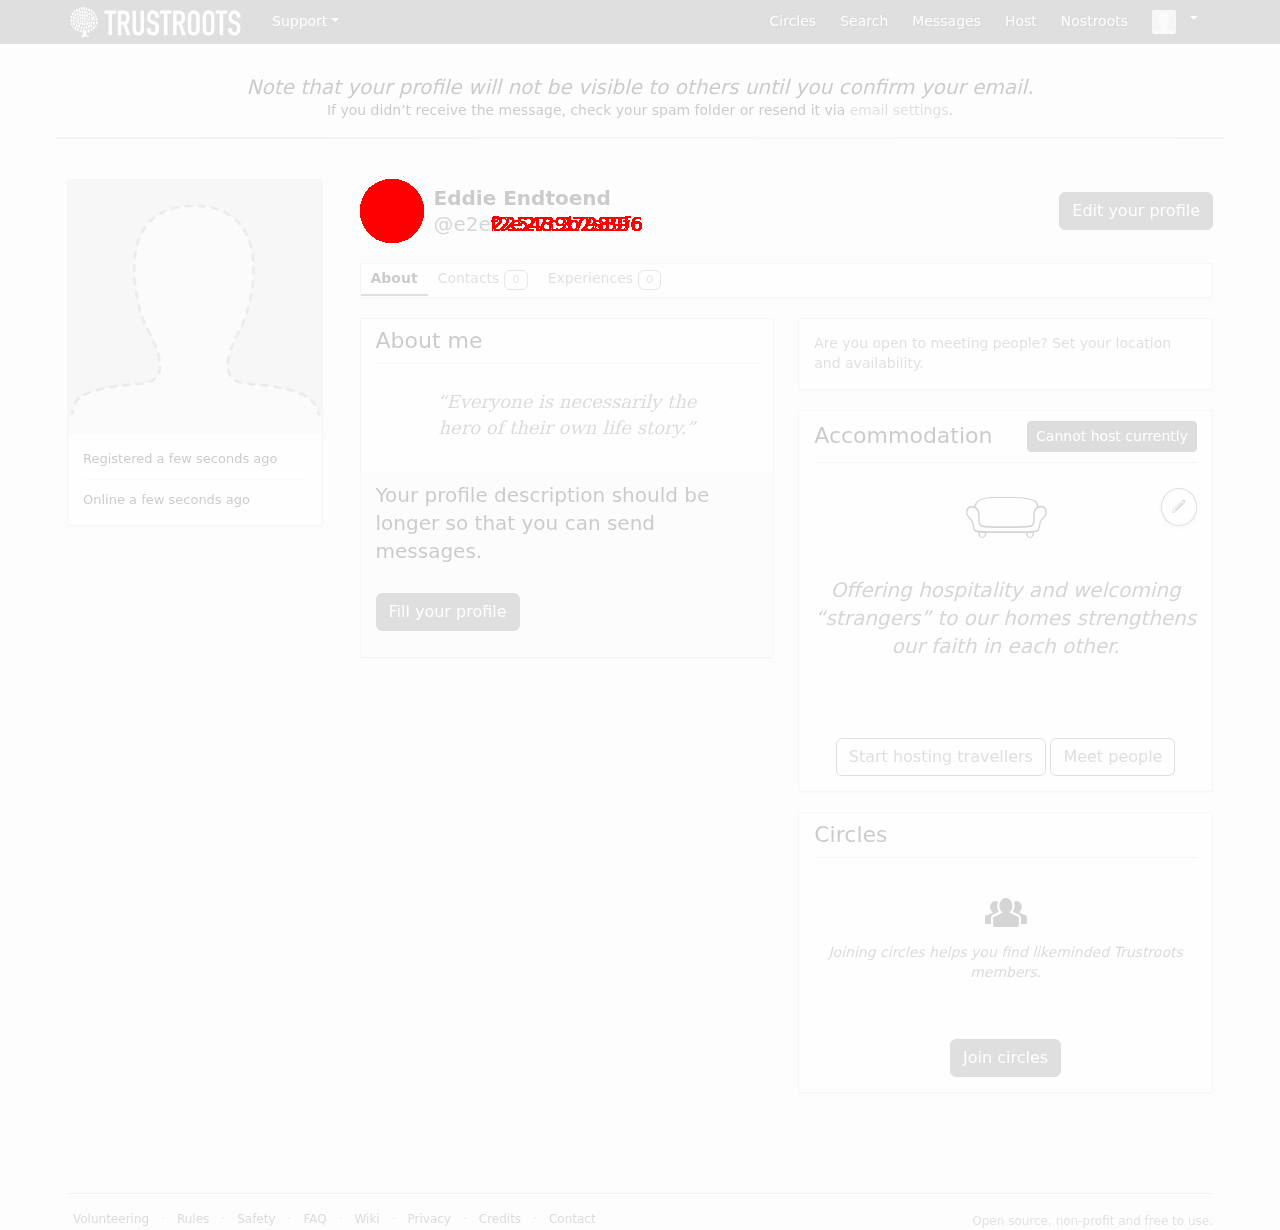 TRUSTROOTS
Support
Circles
Search
Messages
Host
Nostroots
Note that your profile will not be visible to others until you confirm your email.
If you didn’t receive the message, check your spam folder or resend it via email settings.
Eddie Endtoend
@e2e
Edit your profile
About
Contacts 0
Experiences 0
Registered a few seconds ago
Online a few seconds ago
About me
“Everyone is necessarily the
hero of their own life story.”
Your profile description should be
longer so that you can send
messages.
Fill your profile
Are you open to meeting people? Set your location
and availability.
Accommodation
Cannot host currently
Offering hospitality and welcoming
“strangers” to our homes strengthens
our faith in each other.
Start hosting travellers
Meet people
Circles
Joining circles helps you find likeminded Trustroots
members.
Join circles
Volunteering · Rules · Safety · FAQ · Wiki · Privacy · Credits · Contact
Open source, non-profit and free to use.